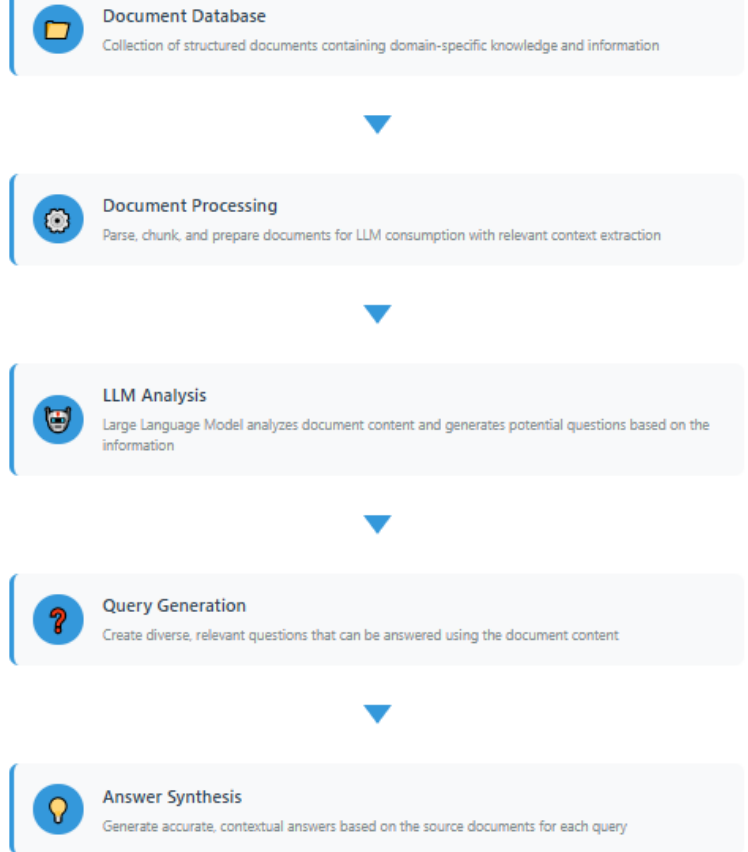 Document Database
Collection of structured documents containing domain-specific knowledge and information
Document Processing
Parse, chunk, and prepare documents for LLM consumption with relevant context extraction
LLM Analysis
Large Language Model analyzes document content and generates potential questions based on the
information
Query Generation
Create diverse, relevant questions that can be answered using the document content
Answer Synthesis
Generate accurate, contextual answers based on the source documents for each query